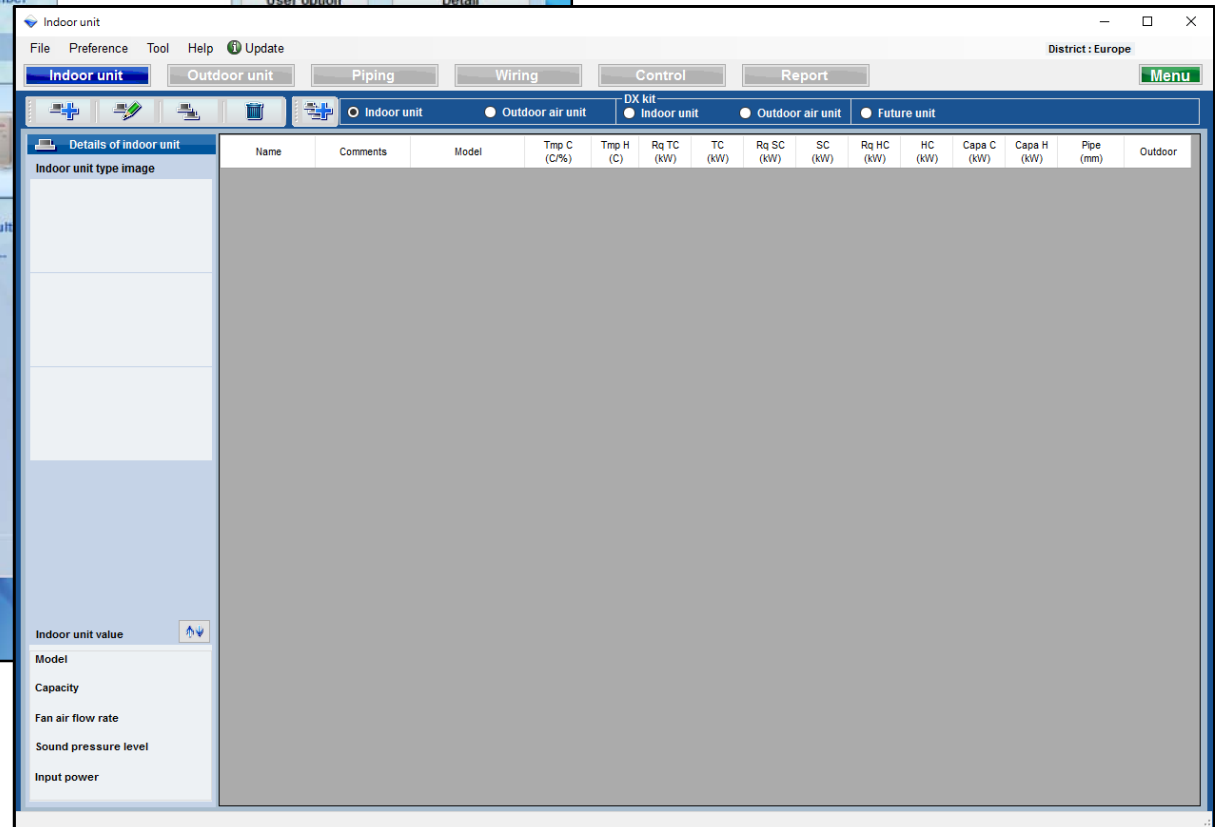 User option Detail
Indoor unit
File Preference Tool Help Update District : Europe
Indoor unit Outdoor unit Piping Wiring Control Report Menu
DX kit
Indoor unit Outdoor air unit Indoor unit Outdoor air unit Future unit
Details of indoor unit
Name Comments Model Tmp C (C/%) Tmp H (C) Rq TC (kW) TC (kW) Rq SC (kW) SC (kW) Rq HC (kW) HC (kW) Capa C (kW) Capa H (kW) Pipe (mm) Outdoor
Indoor unit type image
Indoor unit value
Model
Capacity
Fan air flow rate
Sound pressure level
Input power